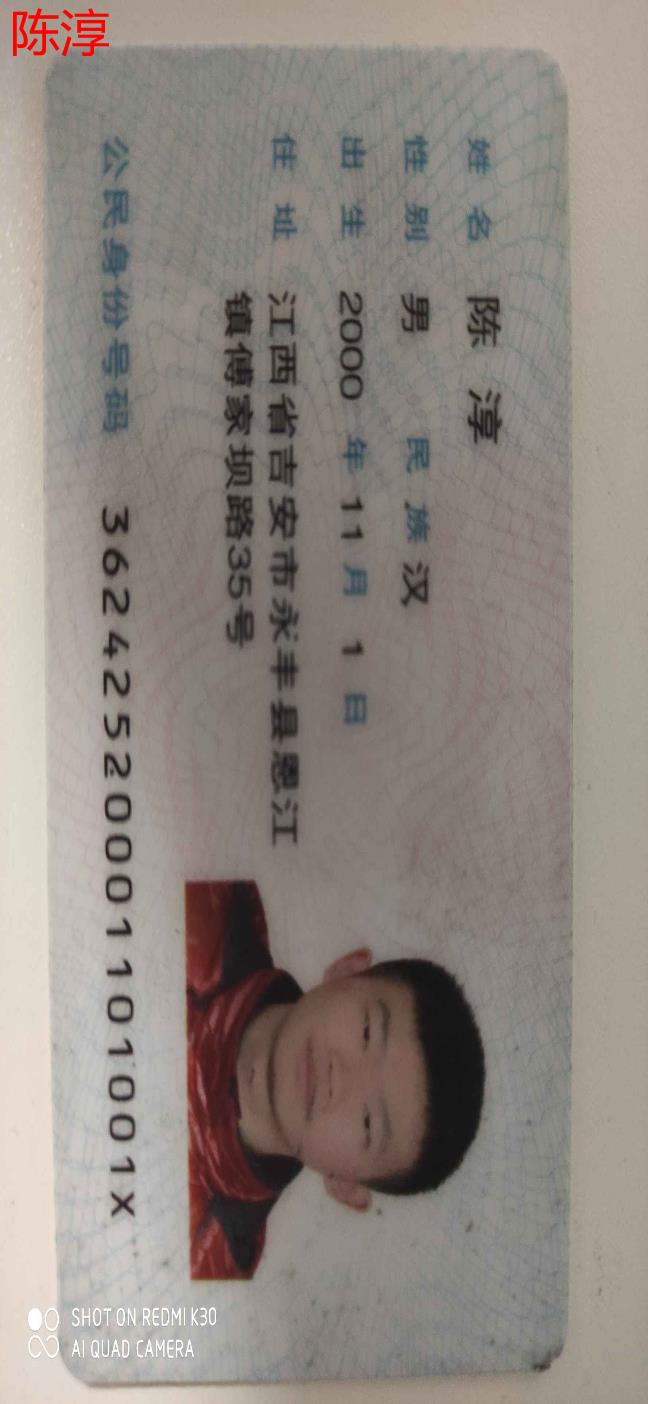 陈淳
姓名 陈淳
性别 男 民族 汉
出生 2000 年 11 月 1 日
住址 江西省吉安市永丰县恩江
镇傅家坝路35号
公民身份号码 36242520001101001X
SHOT ON REDMI K30
AI QUAD CAMERA